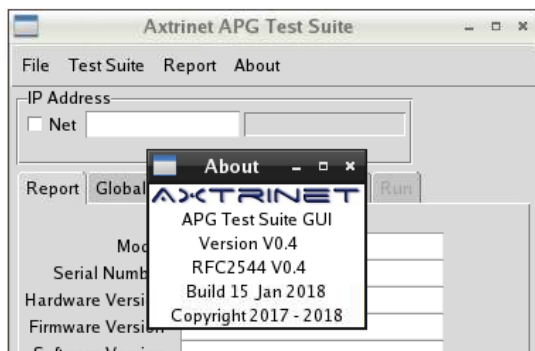 Axtrinet APG Test Suite
File Test Suite Report About
IP Address
Net
About
Report Global Run
AXTRINET
APG Test Suite GUI
Version V0.4
RFC2544 V0.4
Build 15 Jan 2018
Copyright 2017 - 2018
Serial
Hardware
Firmware Version